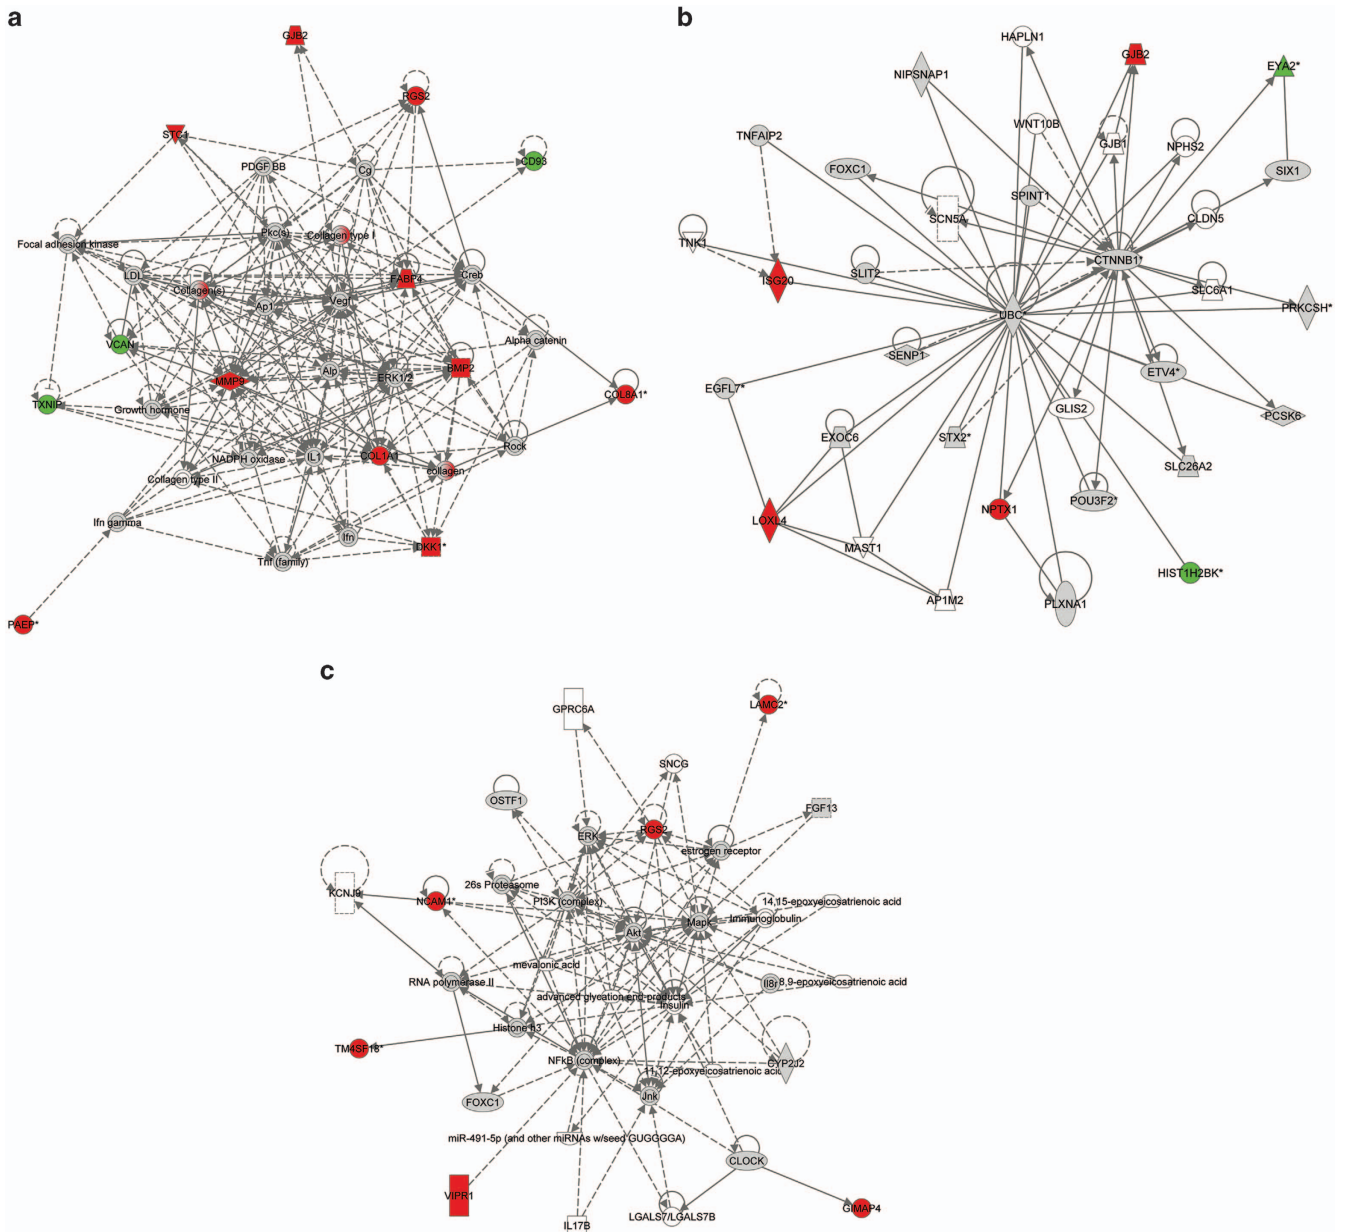 a
GJB2
RGS2
STC1
CD93
PDGF BB
Cg
Pkc(s)
Collagen type I
Focal adhesion kinase
LDL
FABP4
Creb
Collagen(s)
Ap1
Vegf
VCAN
Alpha catenin
MMP9
Alp
ERK1/2
BMP2
COL8A1*
TXNIP
Growth hormone
NADPH oxidase
IL1
COL1A1
Rock
collagen
Collagen type II
Ifn gamma
Ifn
DKK1*
Tnf (family)
PAEP*
b
HAPLN1
GJB2
EYA2*
NIPSNAP1
TNFAIP2
WNT10B
GJB1
NPHS2
FOXC1
SIX1
SPINT1
SCN5A
CLDN5
TNK1
CTNNB1*
SLIT2
ISG20
SLC6A1
PRKCSH*
UBC*
SENP1
ETV4*
EGFL7*
GLIS2
PCSK6
EXOC6
STX2*
SLC26A2
POU3F2*
NPTX1
LOXL4
MAST1
HIST1H2BK*
AP1M2
PLXNA1
c
LAMC2*
GPRC6A
SNCG
OSTF1
FGF13
RGS2
ERK
estrogen receptor
26s Proteasome
KCNJ9
NCAM1*
PI3K (complex)
14,15-epoxyeicosatrienoic acid
Immunoglobulin
Mapk
Akt
mevalonic acid
RNA polymerase II
Il8r
8,9-epoxyeicosatrienoic acid
advanced glycation end-products
Insulin
Histone h3
TM4SF18*
NFkB (complex)
CYP2J2
11,12-epoxyeicosatrienoic acid
Jnk
FOXC1
miR-491-5p (and other miRNAs w/seed GUGGGGA)
CLOCK
VIPR1
GIMAP4
LGALS7/LGALS7B
IL17B